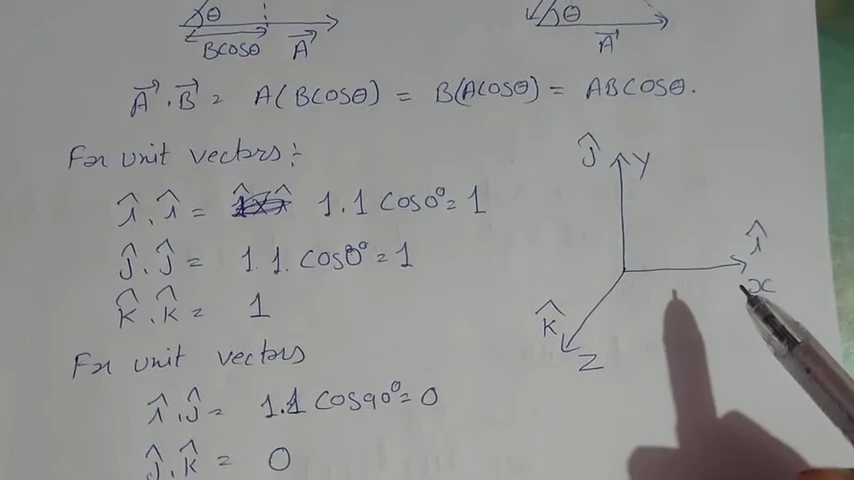 θ
θ
Bcosθ A⃗
A⃗
A⃗ . B⃗ = A(Bcosθ) = B(Acosθ) = ABcosθ.
For unit vectors:-
ĵ Y
î . î = 1.1 cos0° = 1
ĵ . ĵ = 1.1. cos0° = 1
î
x
k̂ . k̂ = 1
k̂
Z
For unit vectors
î . ĵ = 1.1 cos90° = 0
ĵ . k̂ = 0